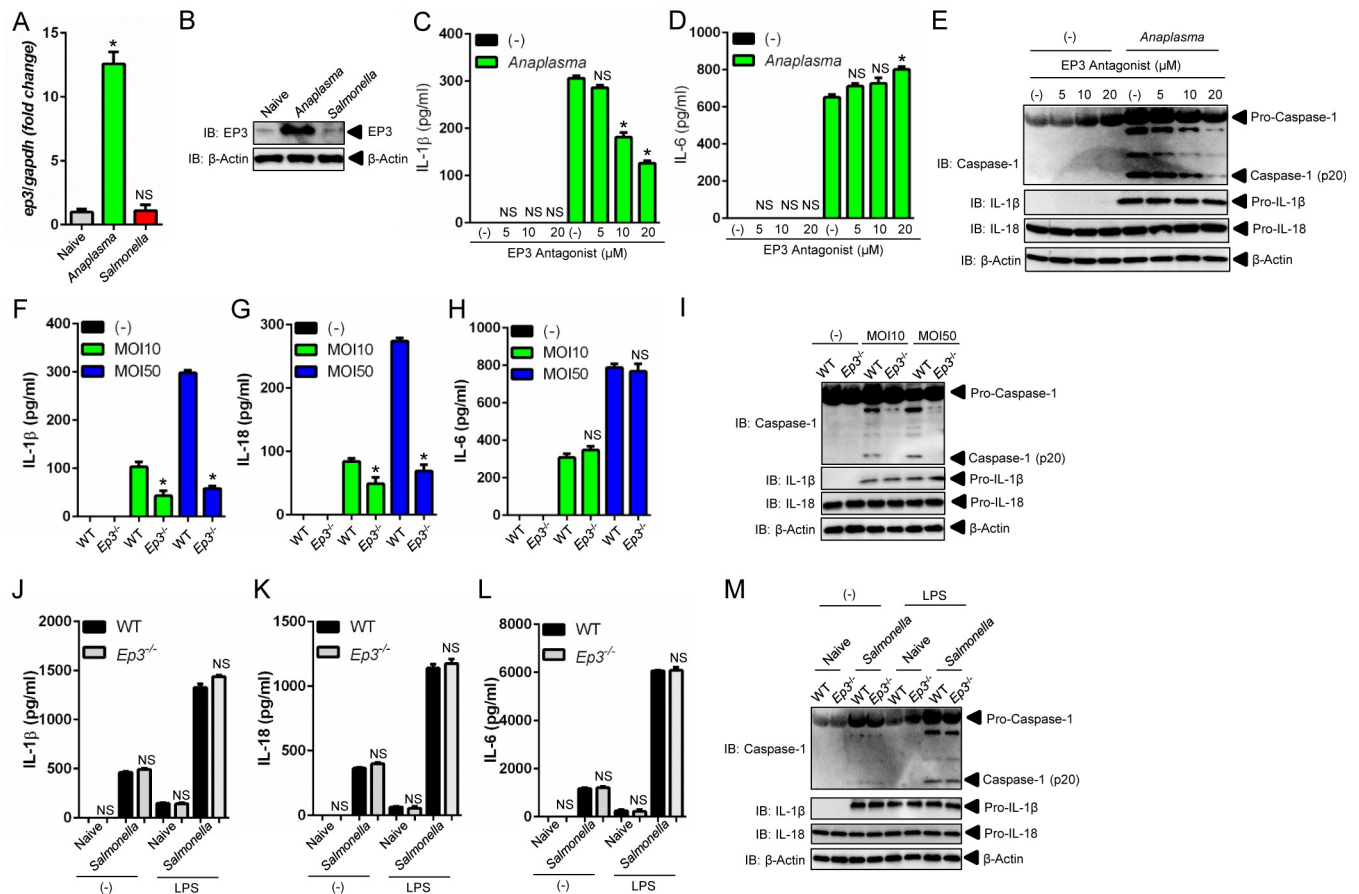 A
ep3/gapdh (fold change)
15
10
5
0
*
NS
Naive
Anaplasma
Salmonella
B
Naive
Anaplasma
Salmonella
IB: EP3
EP3
IB: β-Actin
β-Actin
C
(-)
Anaplasma
IL-1β (pg/ml)
400
300
200
100
0
NS NS NS
NS
*
*
(-) 5 10 20 (-) 5 10 20
EP3 Antagonist (µM)
D
(-)
Anaplasma
IL-6 (pg/ml)
1000
800
600
400
200
0
NS NS NS
NS NS *
(-) 5 10 20 (-) 5 10 20
EP3 Antagonist (µM)
E
(-) Anaplasma
EP3 Antagonist (µM)
(-) 5 10 20 (-) 5 10 20
Pro-Caspase-1
IB: Caspase-1
Caspase-1 (p20)
IB: IL-1β
Pro-IL-1β
IB: IL-18
Pro-IL-18
IB: β-Actin
β-Actin
F
(-)
MOI10
MOI50
IL-1β (pg/ml)
400
300
200
100
0
*
*
WT Ep3-/- WT Ep3-/- WT Ep3-/-
G
(-)
MOI10
MOI50
IL-18 (pg/ml)
300
200
100
0
*
*
WT Ep3-/- WT Ep3-/- WT Ep3-/-
H
(-)
MOI10
MOI50
IL-6 (pg/ml)
1000
800
600
400
200
0
NS
NS
WT Ep3-/- WT Ep3-/- WT Ep3-/-
I
(-) MOI10 MOI50
WT Ep3-/- WT Ep3-/- WT Ep3-/-
Pro-Caspase-1
IB: Caspase-1
Caspase-1 (p20)
IB: IL-1β
Pro-IL-1β
IB: IL-18
Pro-IL-18
IB: β-Actin
β-Actin
J
WT
Ep3-/-
IL-1β (pg/ml)
2000
1500
1000
500
0
NS
NS
NS
NS
Naive Salmonella Naive Salmonella
(-) LPS
K
WT
Ep3-/-
IL-18 (pg/ml)
1500
1000
500
0
NS
NS
NS
NS
Naive Salmonella Naive Salmonella
(-) LPS
L
WT
Ep3-/-
IL-6 (pg/ml)
8000
6000
4000
2000
0
NS
NS
NS
NS
Naive Salmonella Naive Salmonella
(-) LPS
M
(-) LPS
Naive Salmonella Naive Salmonella
WT Ep3-/- WT Ep3-/- WT Ep3-/- WT Ep3-/-
Pro-Caspase-1
IB: Caspase-1
Caspase-1 (p20)
IB: IL-1β
Pro-IL-1β
IB: IL-18
Pro-IL-18
IB: β-Actin
β-Actin